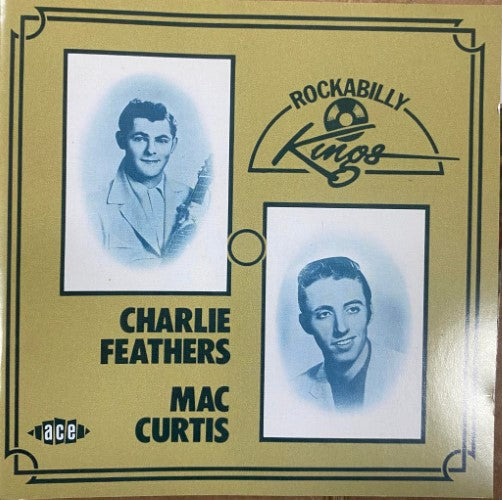 ROCKABILLY
Kings
CHARLIE
FEATHERS
MAC
CURTIS
ace